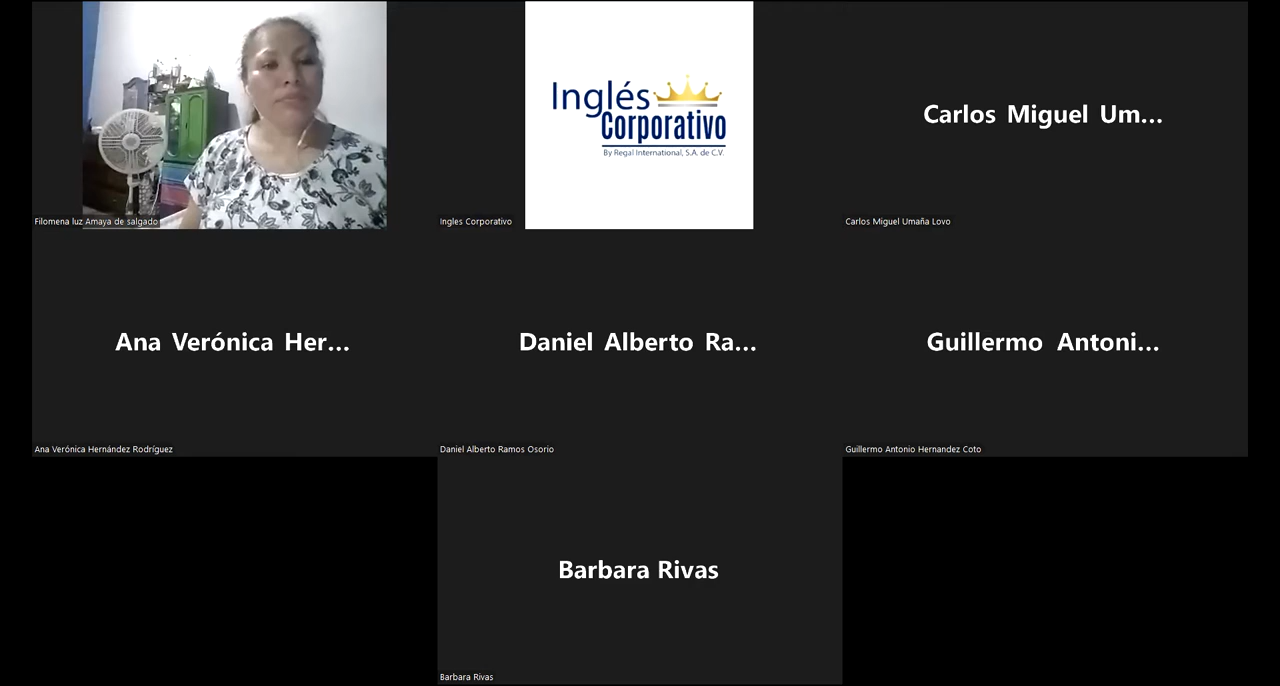 Inglés
Corporativo
By Regal International, S.A. de C.V.
Carlos Miguel Um...
Filomena luz Amaya de salgado
Ingles Corporativo
Carlos Miguel Umaña Lovo
Ana Verónica Her...
Daniel Alberto Ra...
Guillermo Antoni...
Ana Verónica Hernández Rodríguez
Daniel Alberto Ramos Osorio
Guillermo Antonio Hernandez Coto
Barbara Rivas
Barbara Rivas